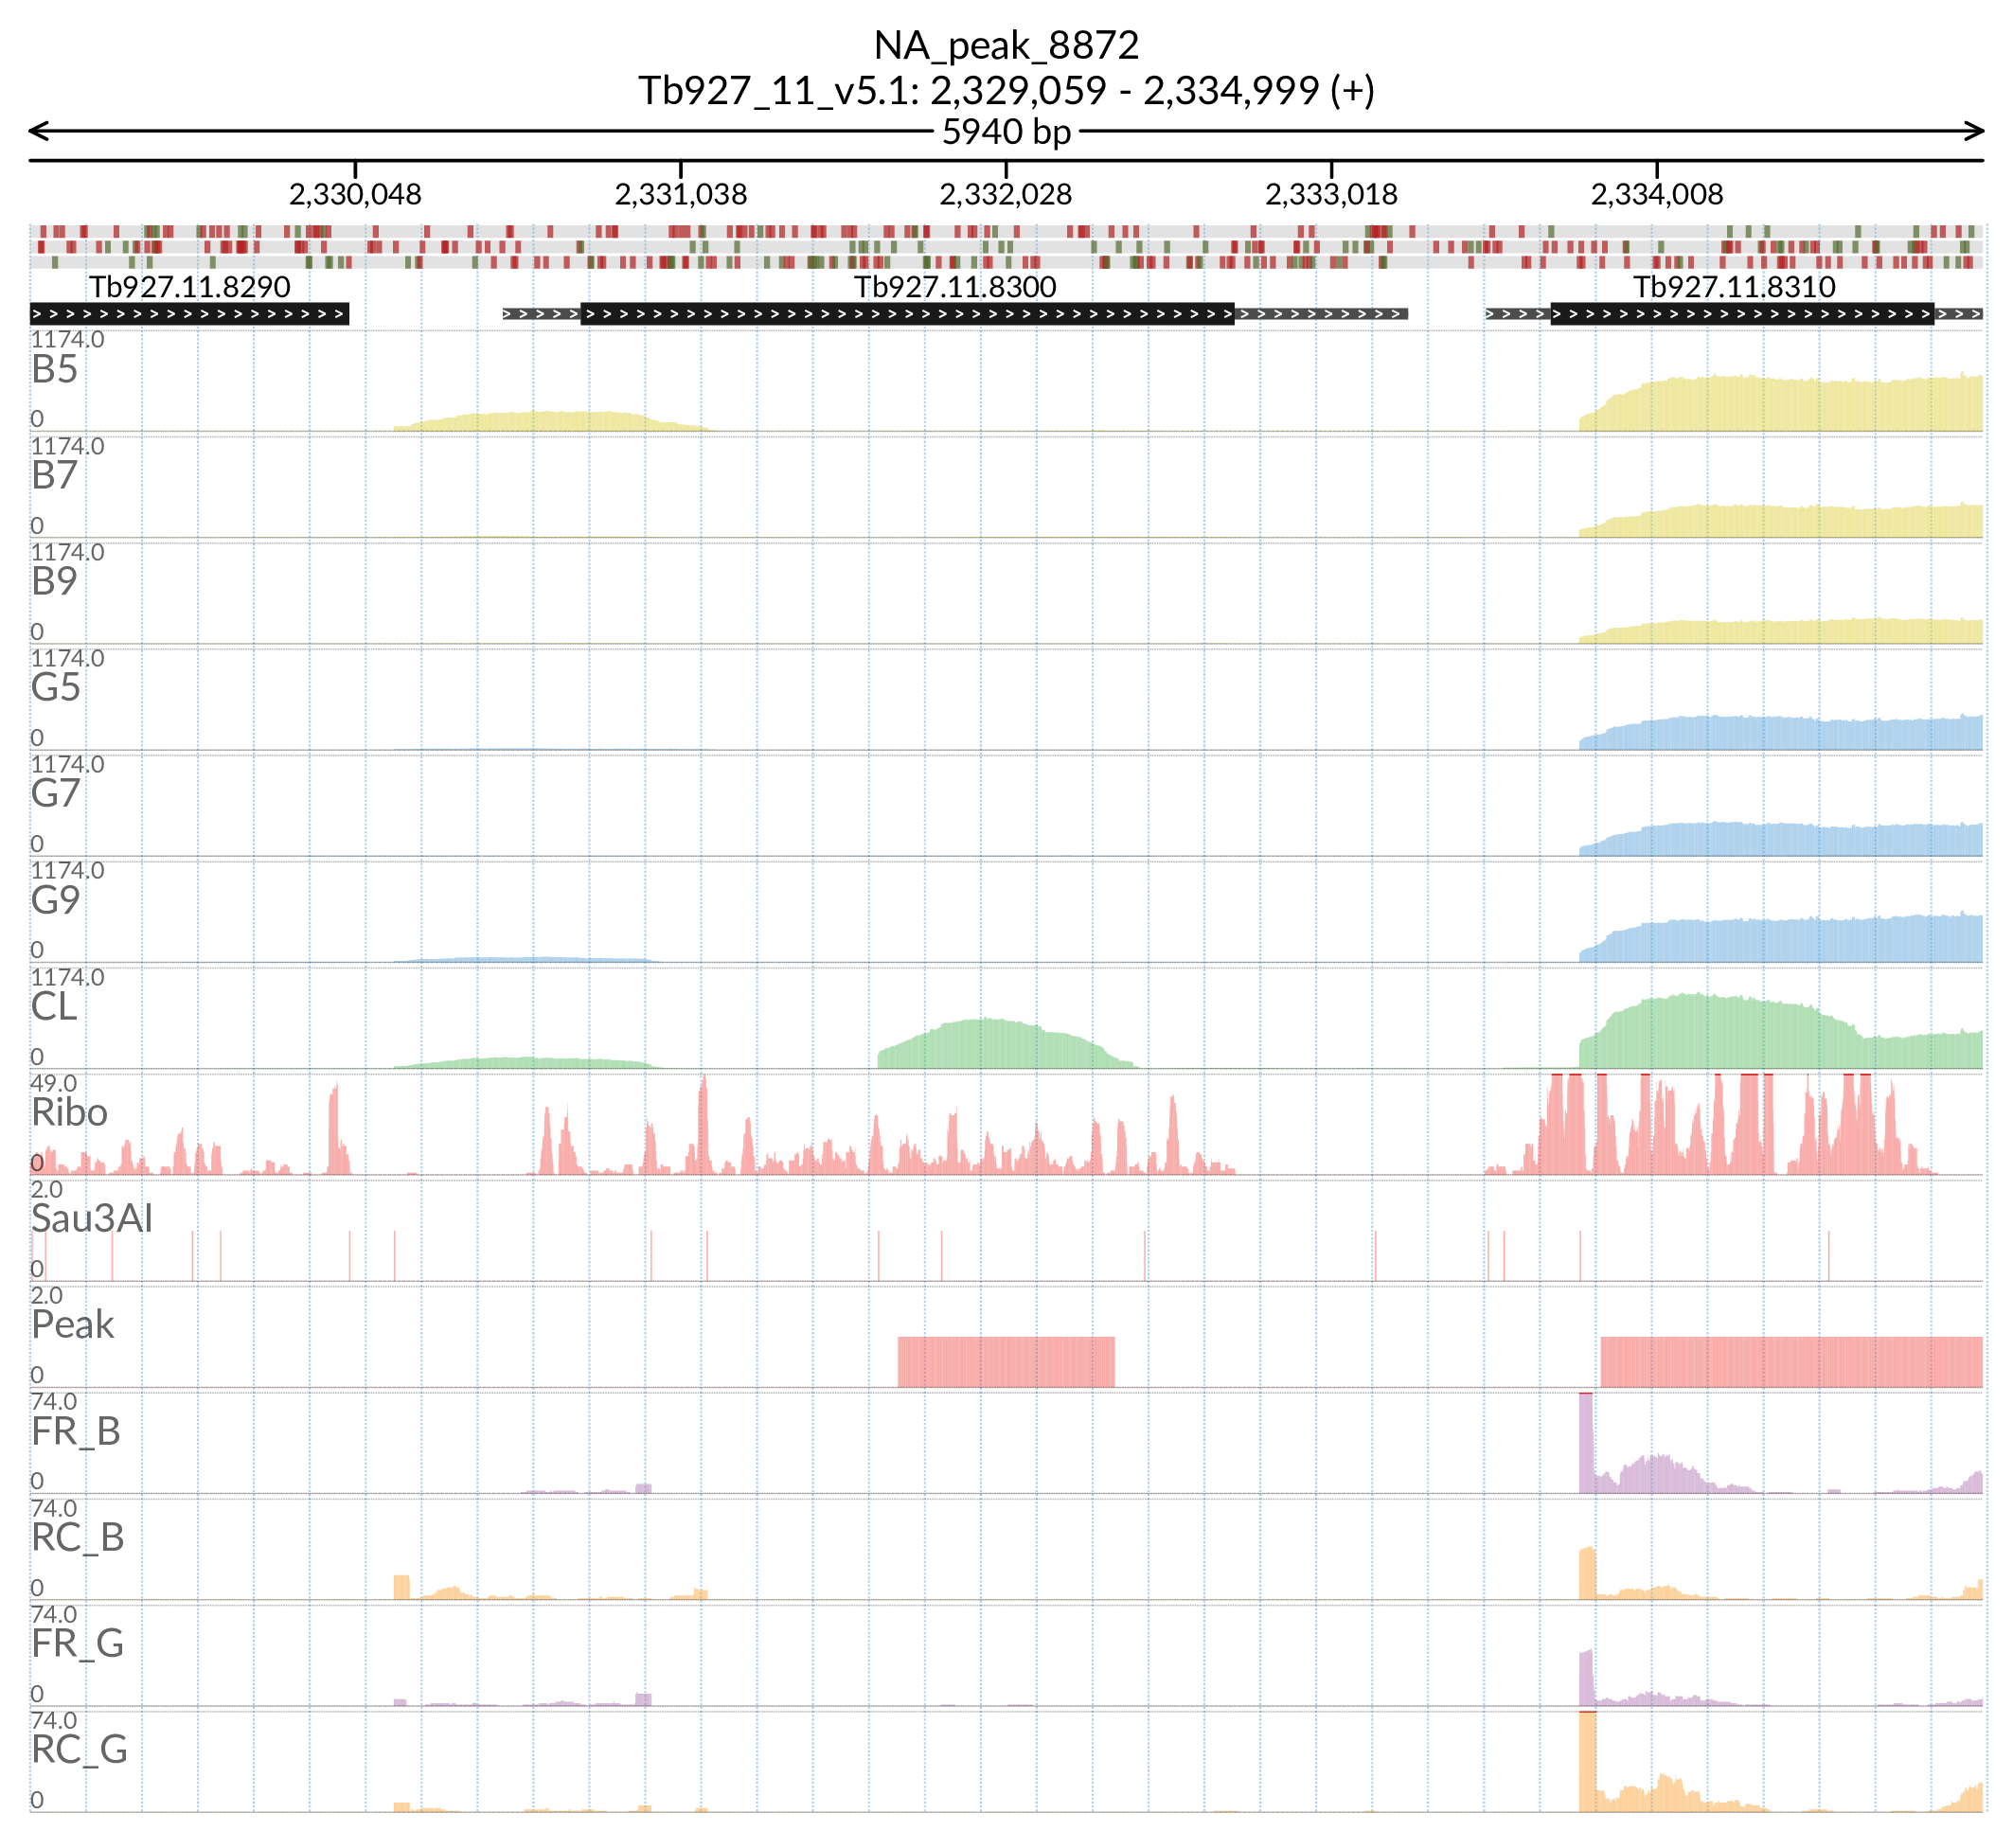 NA_peak_8872
Tb927_11_v5.1: 2,329,059 - 2,334,999 (+)
5940 bp
2,330,048 2,331,038 2,332,028 2,333,018 2,334,008
Tb927.11.8290 Tb927.11.8300 Tb927.11.8310
1174.0
B5
0
1174.0
B7
0
1174.0
B9
0
1174.0
G5
0
1174.0
G7
0
1174.0
G9
0
1174.0
CL
0
49.0
Ribo
0
2.0
Sau3AI
0
2.0
Peak
0
74.0
FR_B
0
74.0
RC_B
0
74.0
FR_G
0
74.0
RC_G
0